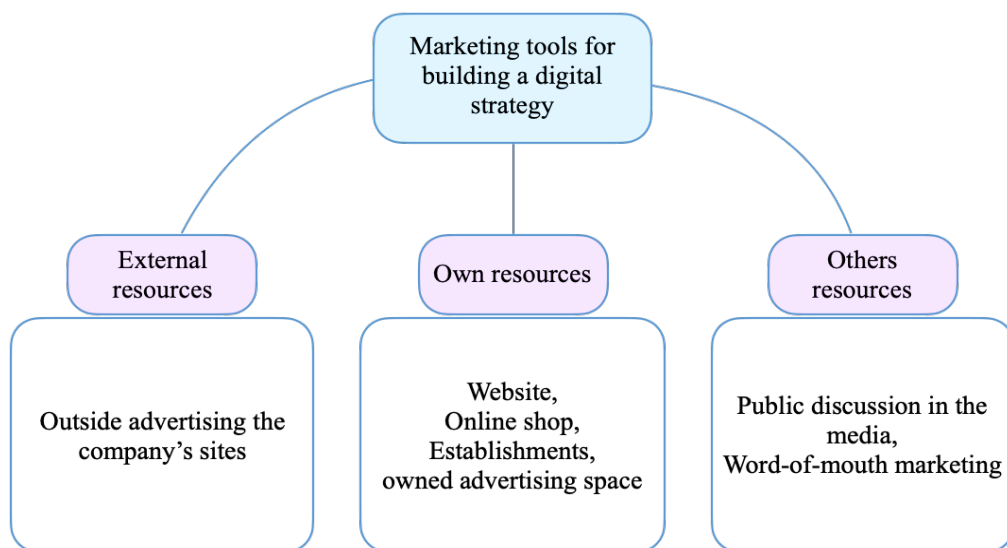 Marketing tools for
building a digital
strategy
External
resources
Own resources
Others
resources
Outside advertising the
company’s sites
Website,
Online shop,
Establishments,
owned advertising space
Public discussion in the
media,
Word-of-mouth marketing